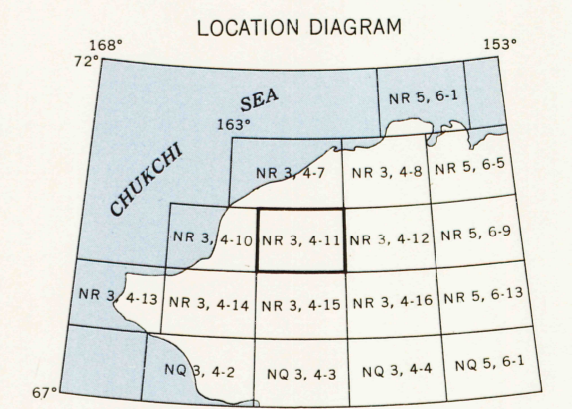 LOCATION DIAGRAM
168°
153°
72°
NR 5, 6-1
SEA
163°
CHUKCHI
NR 3, 4-7
NR 3, 4-8
NR 5, 6-5
NR 3, 4-10
NR 3, 4-11
NR 3, 4-12
NR 5, 6-9
NR 3, 4-13
NR 3, 4-14
NR 3, 4-15
NR 3, 4-16
NR 5, 6-13
NQ 3, 4-2
NQ 3, 4-3
NQ 3, 4-4
NQ 5, 6-1
67°